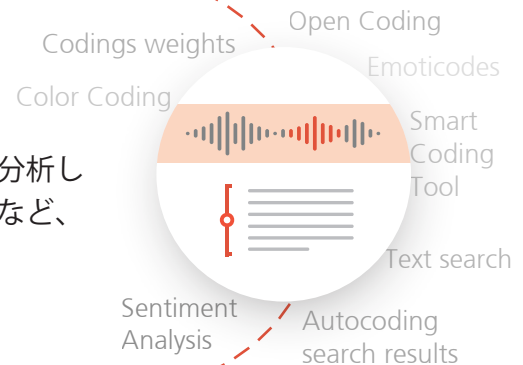 Open Coding
Codings weights
Emoticodes
Color Coding
Smart
Coding
Tool
分析し
など、
Text search
Sentiment
Analysis
Autocoding
search results